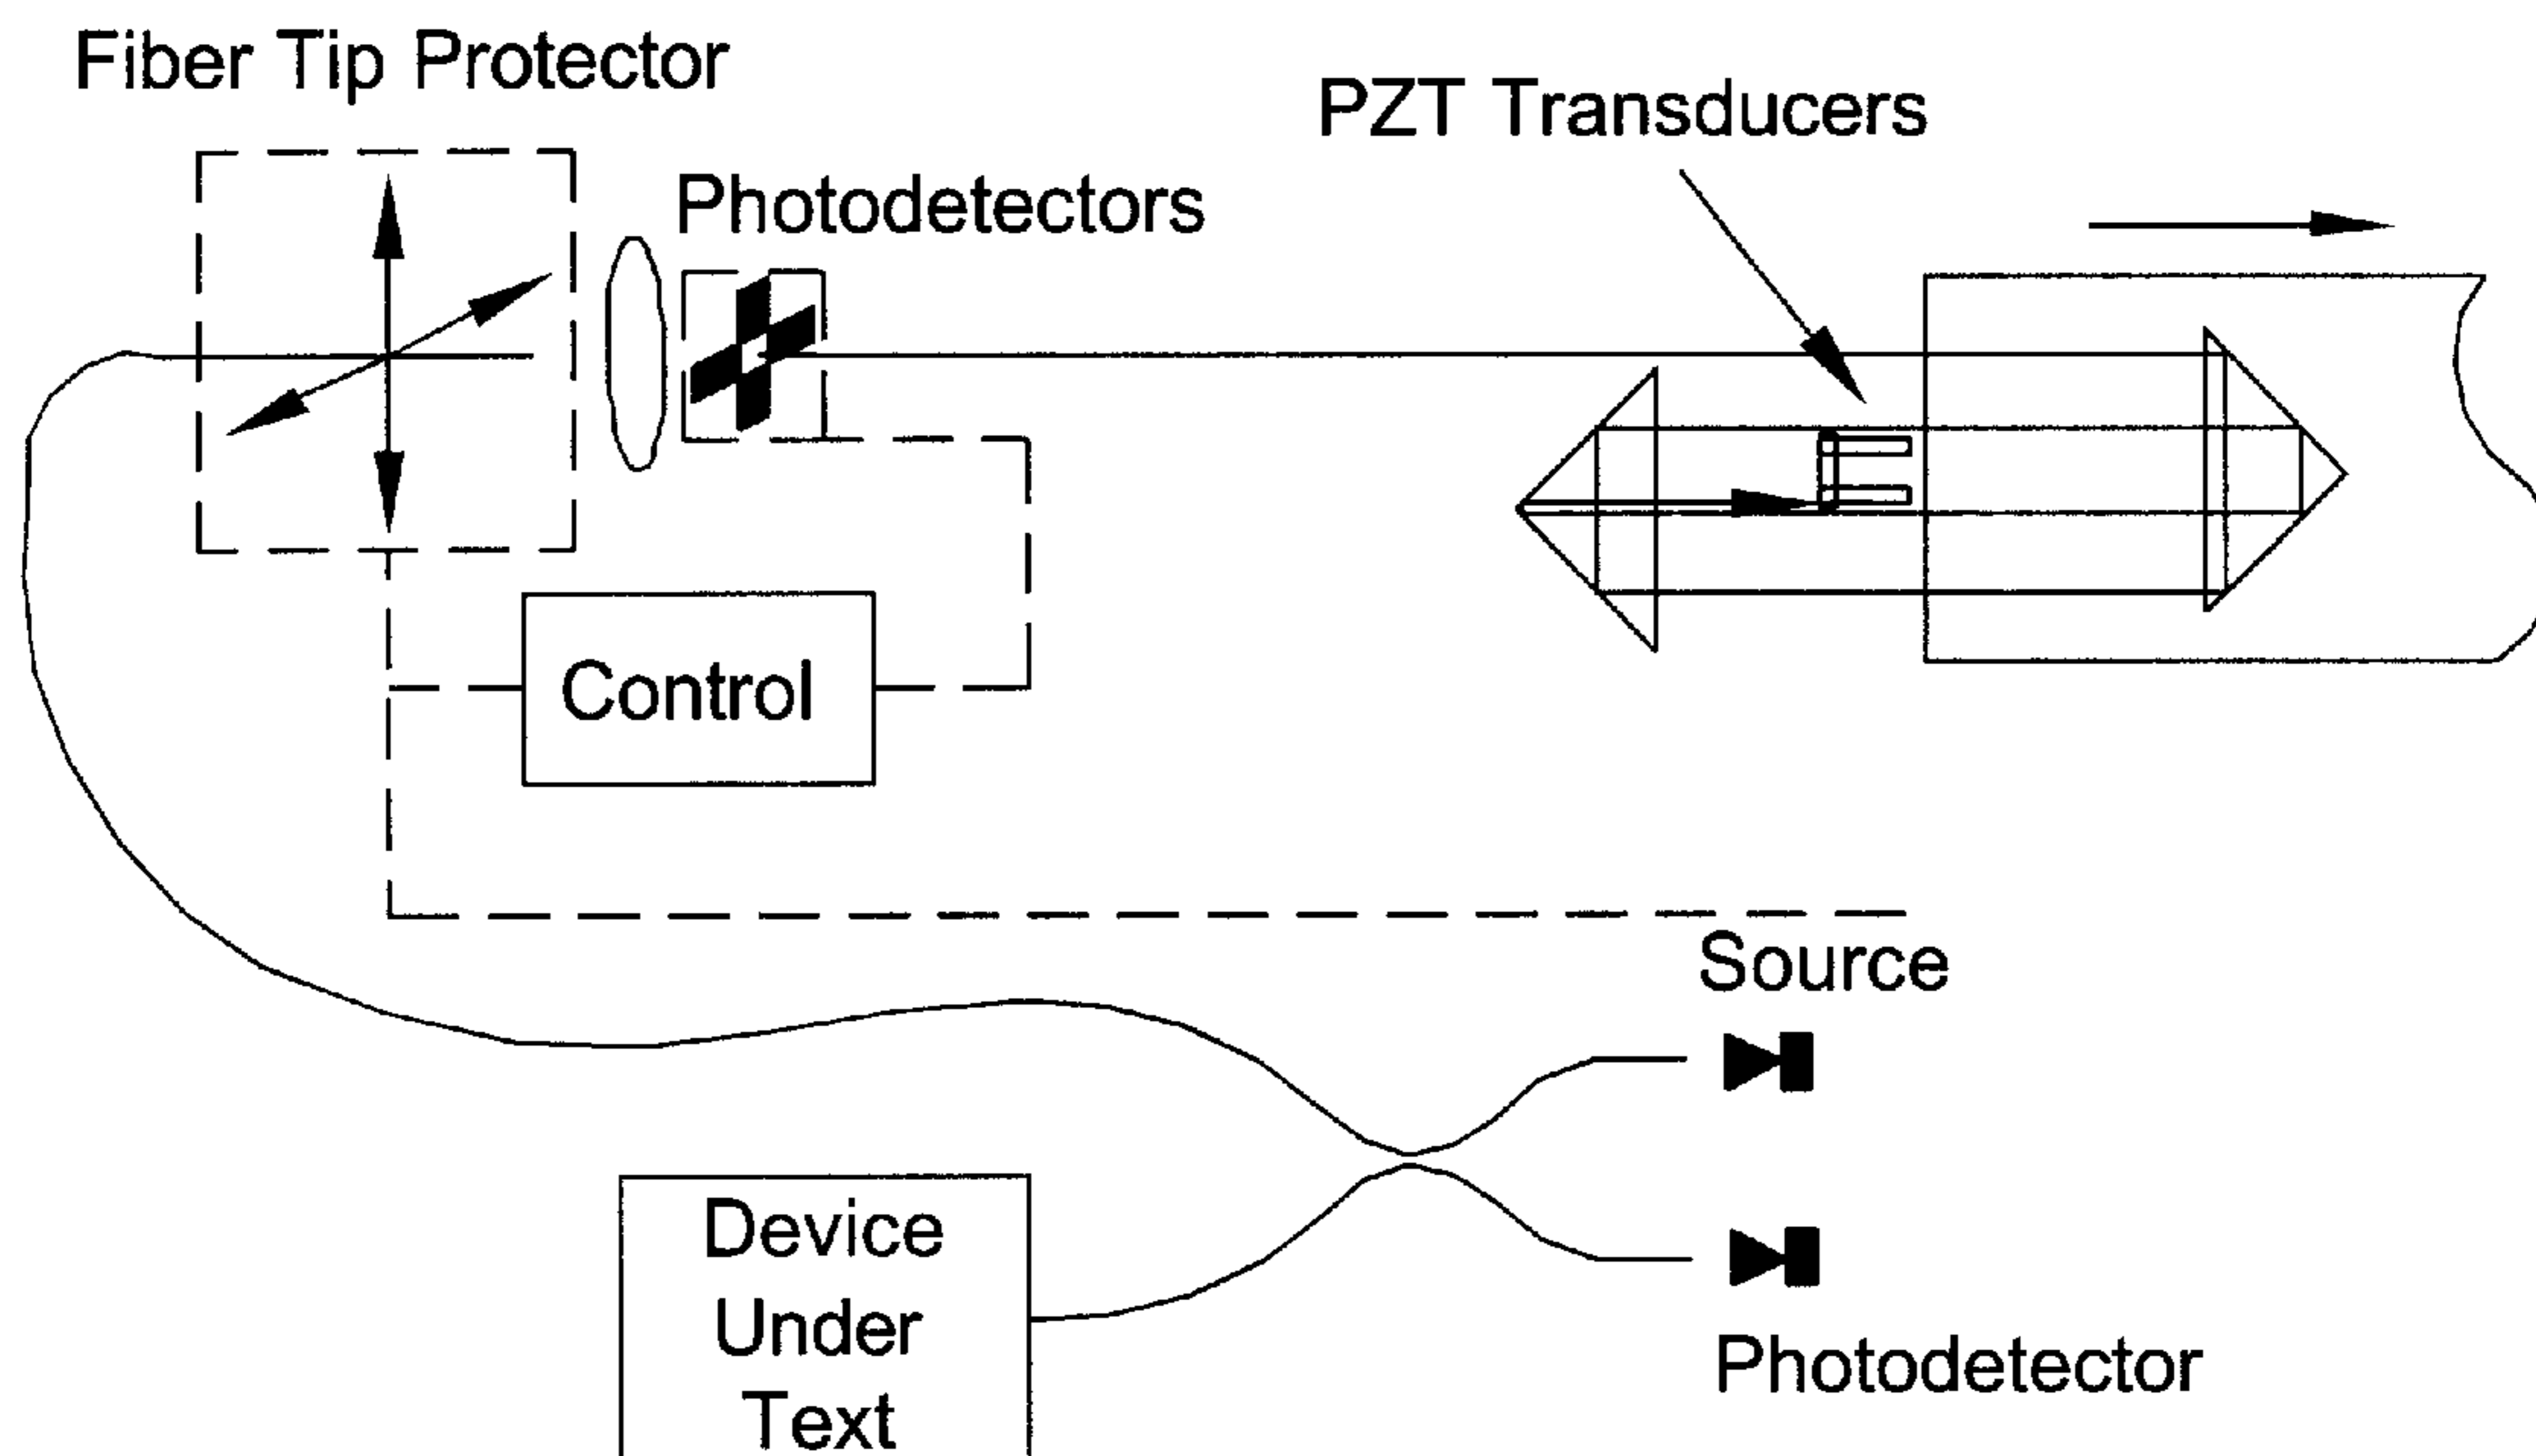 Fiber Tip Protector
PZT Transducers
Photodetectors
Control
Source
Device
Under
Text
Photodetector